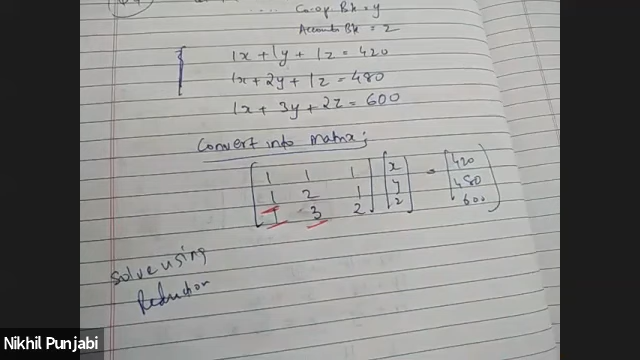 Co-op Bk = y
Accounts Bk = z
1x + 1y + 1z = 420
1x + 2y + 1z = 480
1x + 3y + 2z = 600
Convert into matrix;
1 1 1 x 420
1 2 1 y = 480
1 3 2 z 600
Solve using
Reduction
Nikhil Punjabi